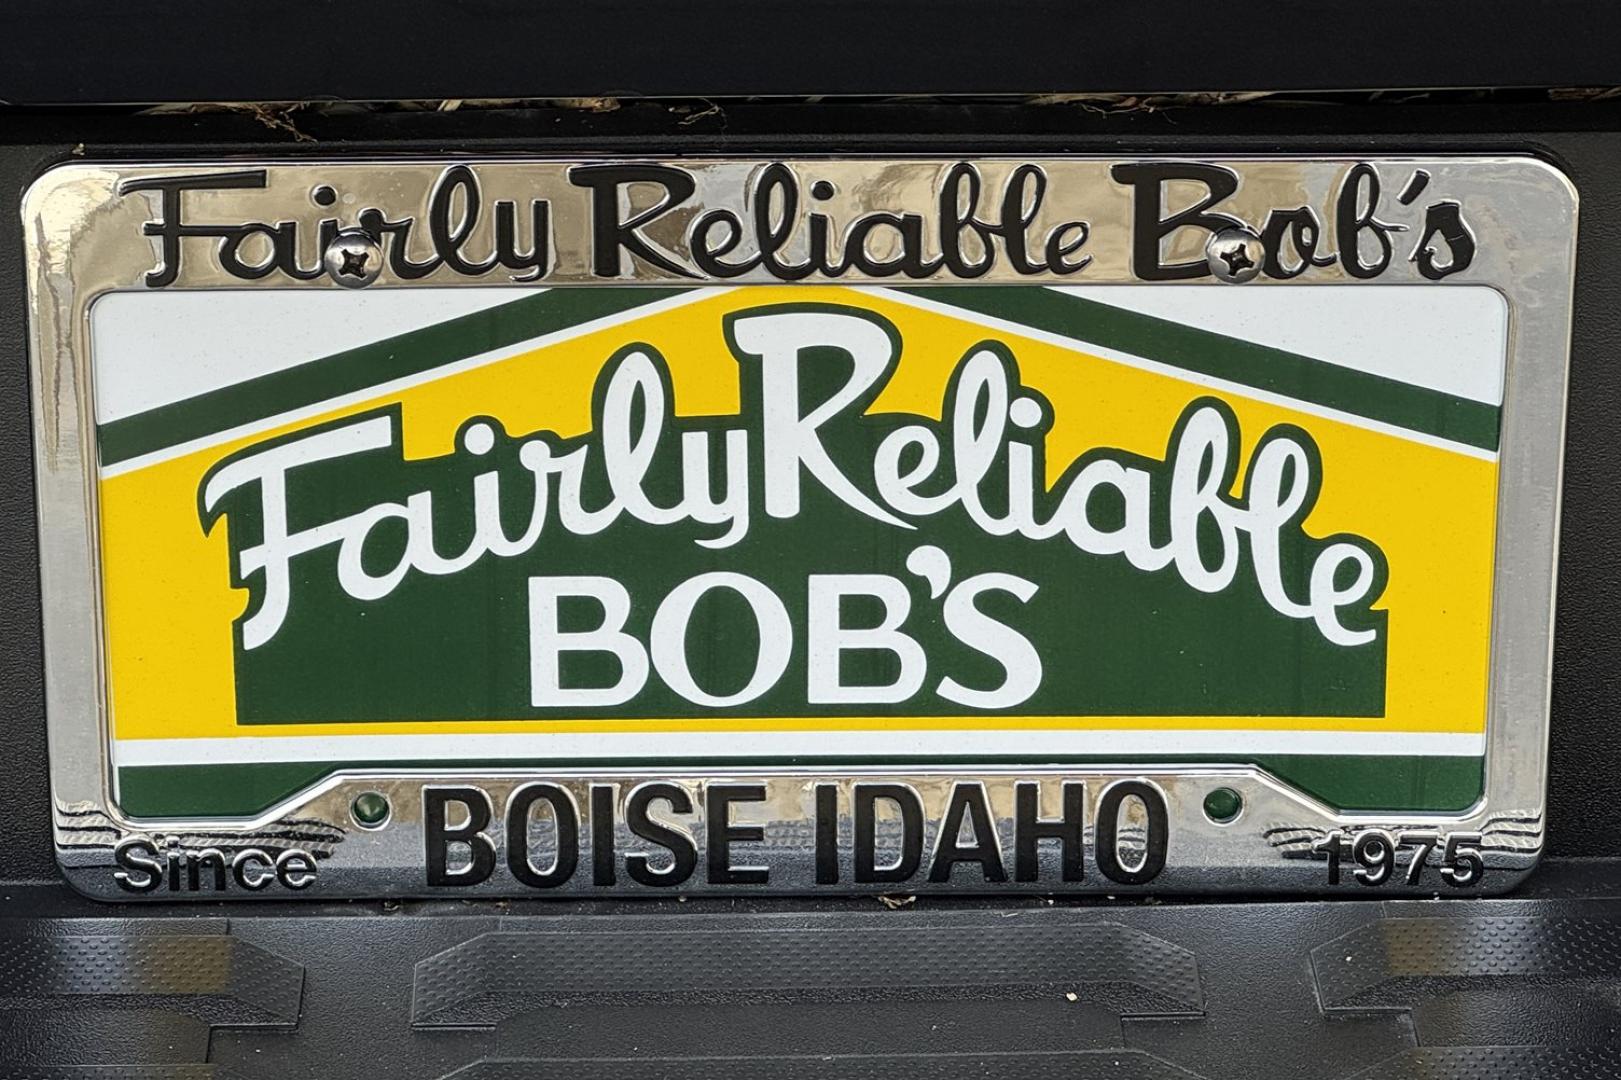 Fairly Reliable Bob's
Fairly Reliable
BOB'S
BOISE IDAHO
Since 1975